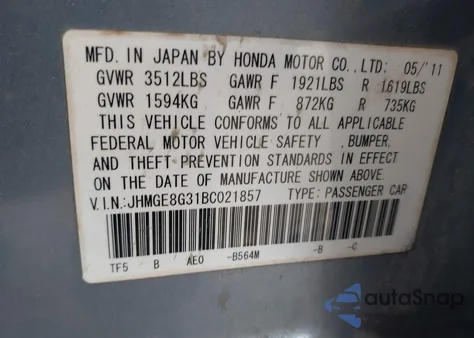 MFD. IN JAPAN BY HONDA MOTOR CO., LTD: 05/'11
GVWR 3512LBS GAWR F 1921LBS R 1619LBS
GVWR 1594KG GAWR F 872KG R 735KG
THIS VEHICLE CONFORMS TO ALL APPLICABLE
FEDERAL MOTOR VEHICLE SAFETY , BUMPER,
AND THEFT PREVENTION STANDARDS IN EFFECT
ON THE DATE OF MANUFACTURE SHOWN ABOVE.
V.I.N: JHMGE8G31BC021857 TYPE: PASSENGER CAR
TF5 B AE0 -B564M -B -C
autoSnap